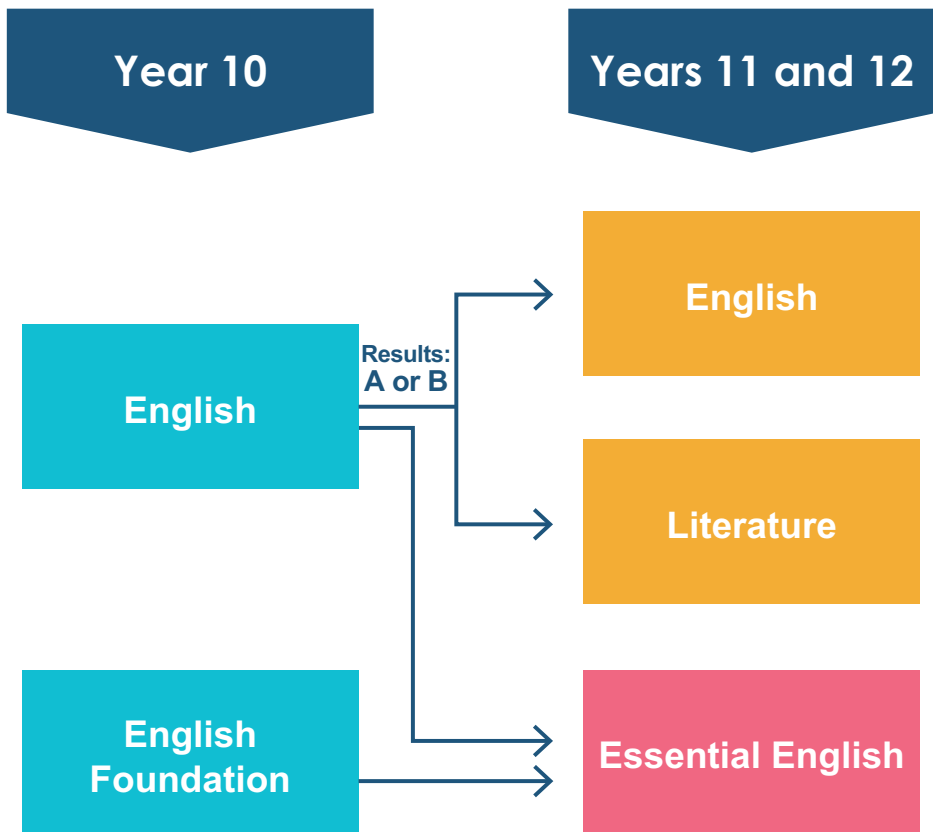 Year 10
Years 11 and 12
English
Results:
A or B
English
Literature
English
Foundation
Essential English